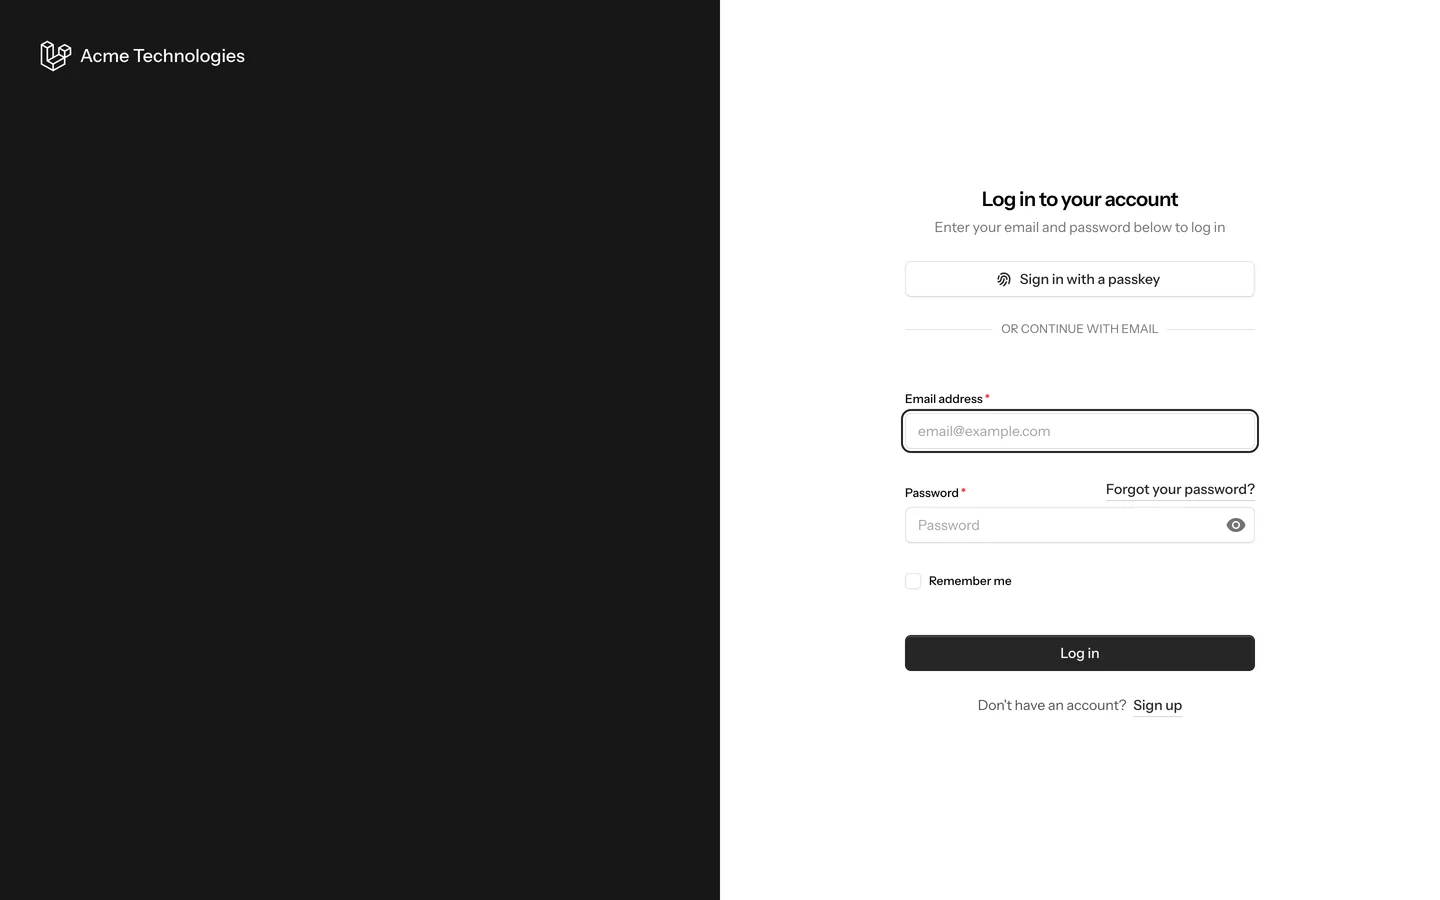 Acme Technologies
Log in to your account
Enter your email and password below to log in
Sign in with a passkey
OR CONTINUE WITH EMAIL
Email address *
email@example.com
Password *
Forgot your password?
Password
Remember me
Log in
Don't have an account? Sign up